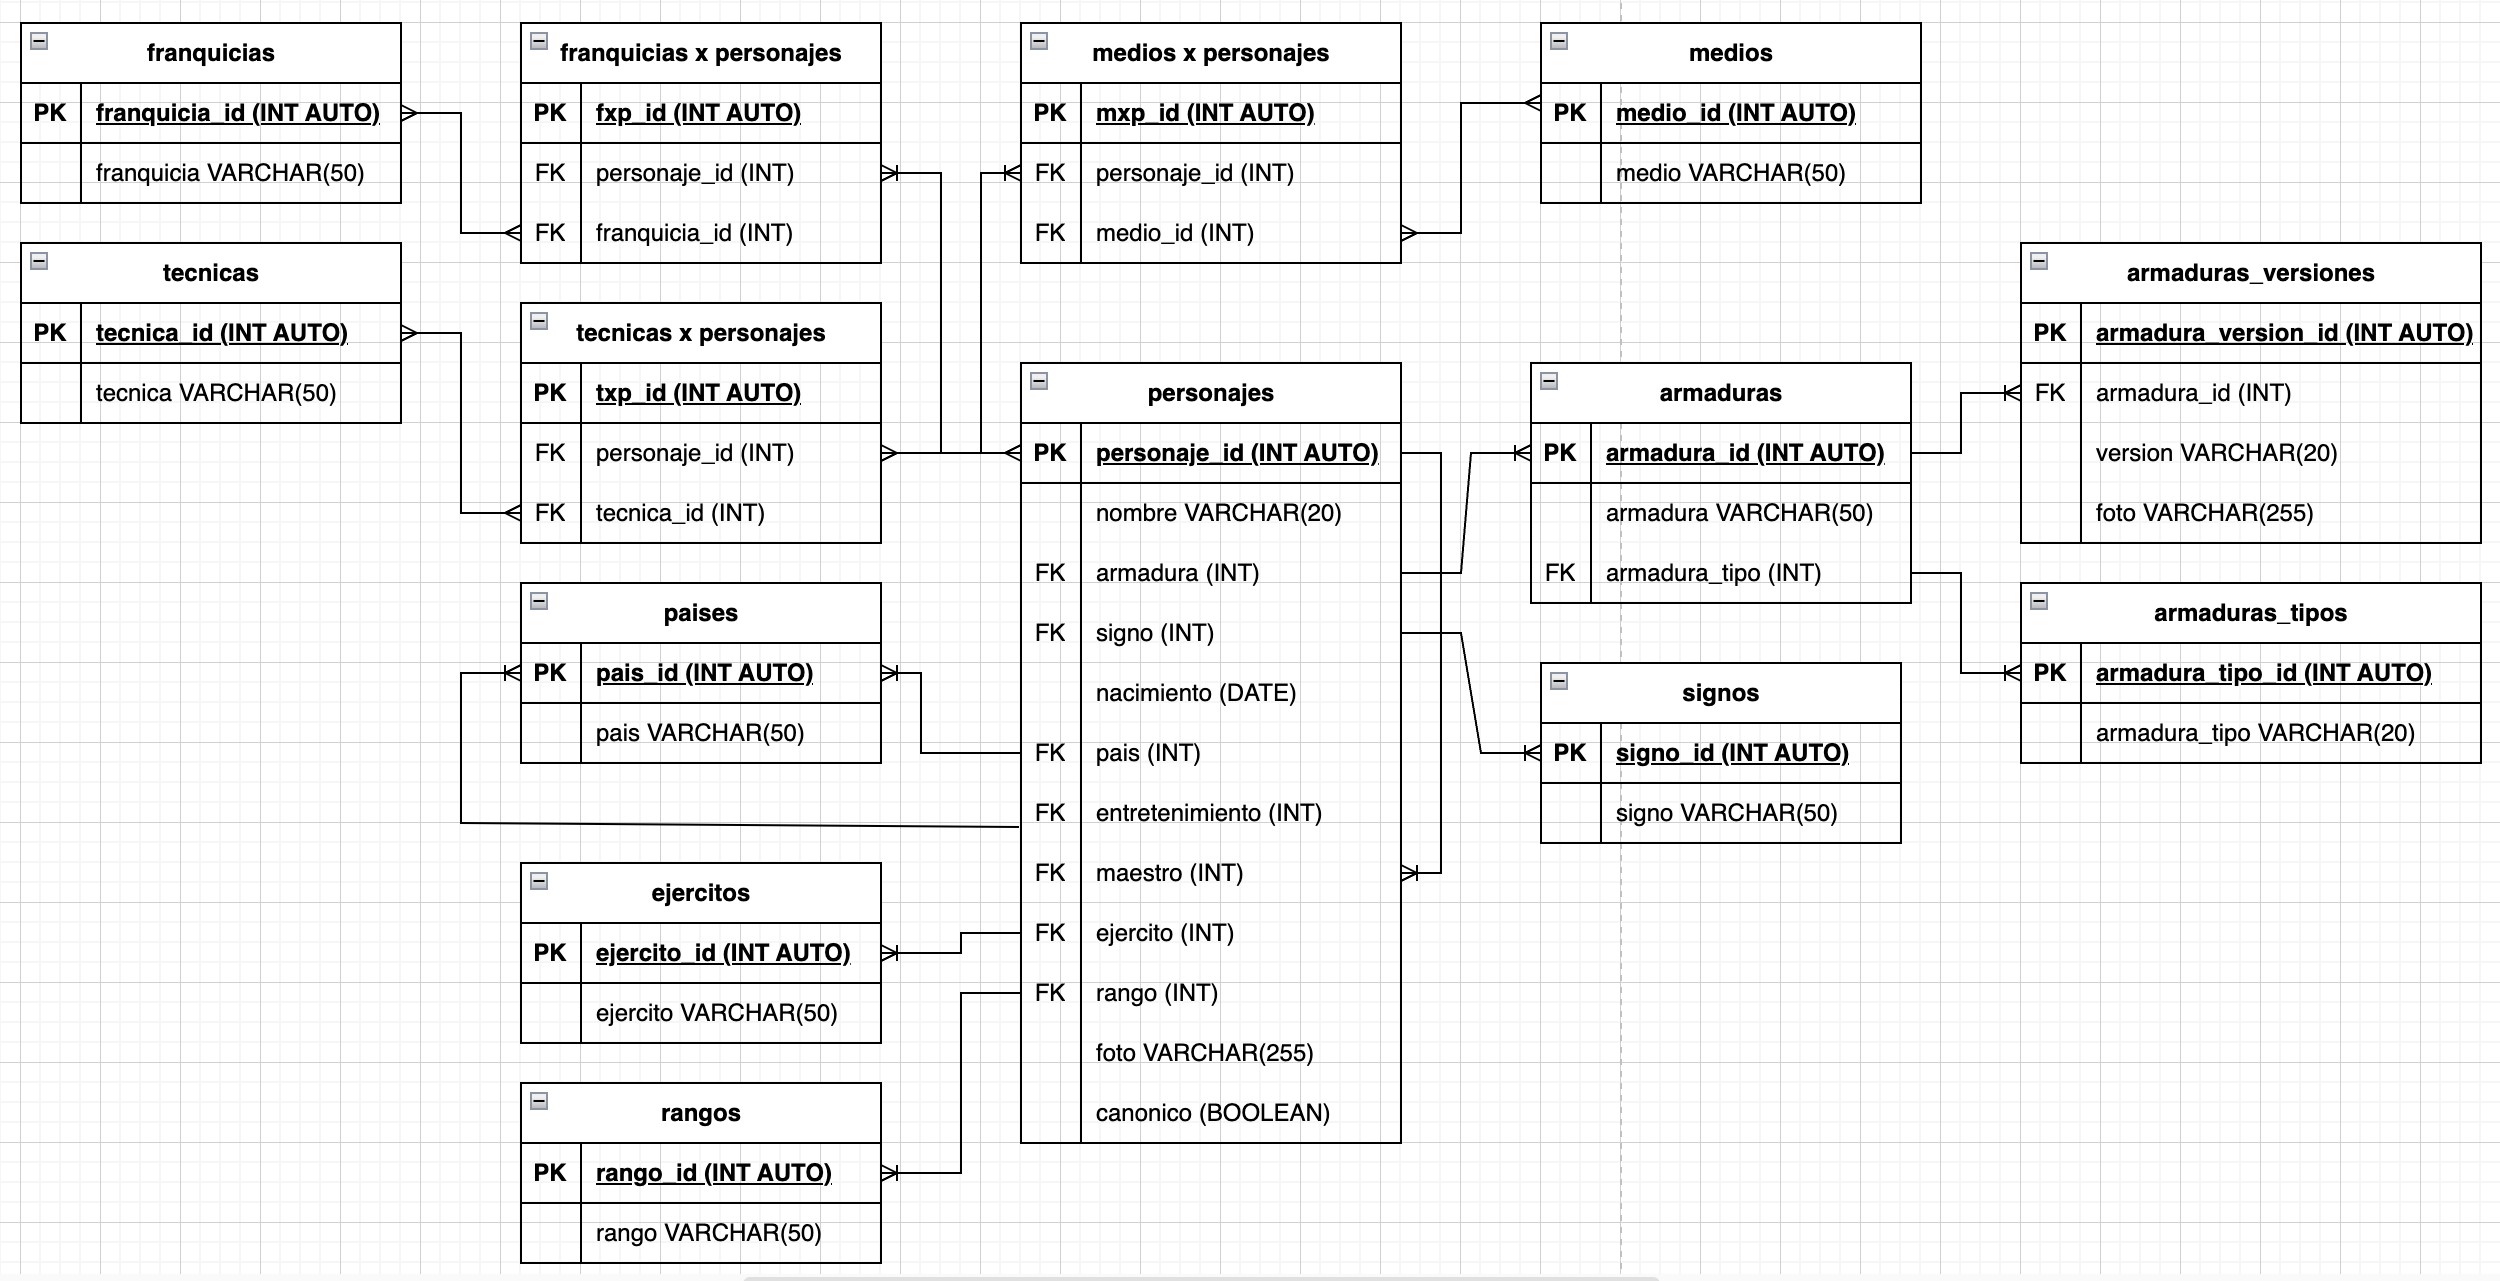 franquicias
PK franquicia_id (INT AUTO)
franquicia VARCHAR(50)
tecnicas
PK tecnica_id (INT AUTO)
tecnica VARCHAR(50)
franquicias x personajes
PK fxp_id (INT AUTO)
FK personaje_id (INT)
FK franquicia_id (INT)
tecnicas x personajes
PK txp_id (INT AUTO)
FK personaje_id (INT)
FK tecnica_id (INT)
paises
PK pais_id (INT AUTO)
pais VARCHAR(50)
ejercitos
PK ejercito_id (INT AUTO)
ejercito VARCHAR(50)
rangos
PK rango_id (INT AUTO)
rango VARCHAR(50)
medios x personajes
PK mxp_id (INT AUTO)
FK personaje_id (INT)
FK medio_id (INT)
personajes
PK personaje_id (INT AUTO)
nombre VARCHAR(20)
FK armadura (INT)
FK signo (INT)
nacimiento (DATE)
FK pais (INT)
FK entretenimiento (INT)
FK maestro (INT)
FK ejercito (INT)
FK rango (INT)
foto VARCHAR(255)
canonico (BOOLEAN)
medios
PK medio_id (INT AUTO)
medio VARCHAR(50)
armaduras
PK armadura_id (INT AUTO)
armadura VARCHAR(50)
FK armadura_tipo (INT)
signos
PK signo_id (INT AUTO)
signo VARCHAR(50)
armaduras_versiones
PK armadura_version_id (INT AUTO)
FK armadura_id (INT)
version VARCHAR(20)
foto VARCHAR(255)
armaduras_tipos
PK armadura_tipo_id (INT AUTO)
armadura_tipo VARCHAR(20)